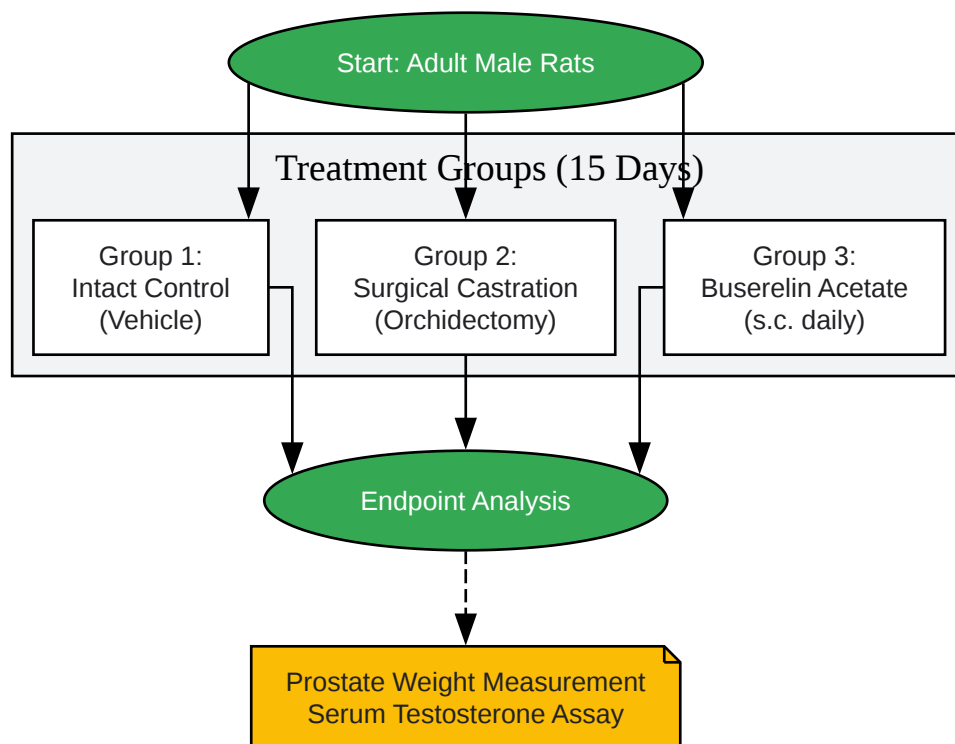 Start: Adult Male Rats
Treatment Groups (15 Days)
Group 1:
Intact Control
(Vehicle)
Group 2:
Surgical Castration
(Orchidectomy)
Group 3:
Buserelin Acetate
(s.c. daily)
Endpoint Analysis
Prostate Weight Measurement
Serum Testosterone Assay